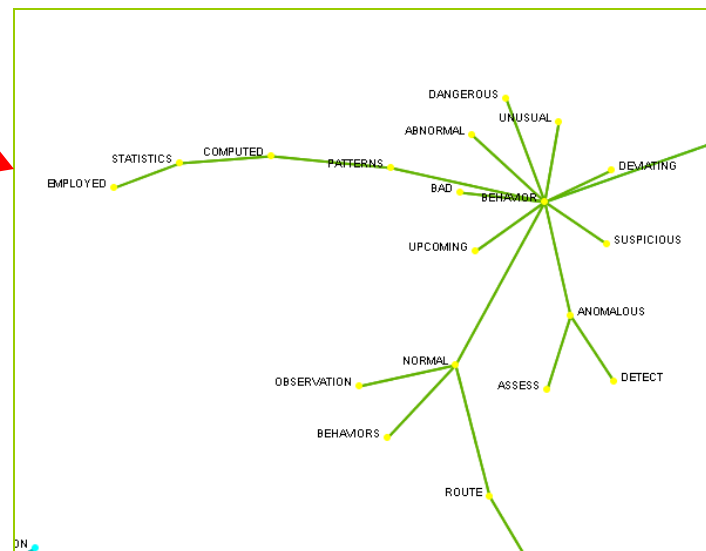 DANGEROUS
UNUSUAL
ABNORMAL
COMPUTED
STATISTICS
PATTERNS
DEVIATING
EMPLOYED
BAD
BEHAVIOR
UPCOMING
SUSPICIOUS
ANOMALOUS
NORMAL
OBSERVATION
ASSESS
DETECT
BEHAVIORS
ROUTE
ON